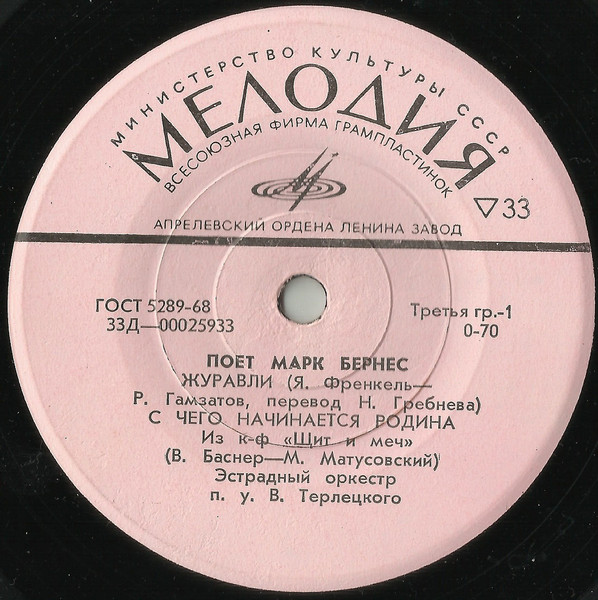 МИНИСТЕРСТВО КУЛЬТУРЫ СССР
МЕЛОДИЯ
ВСЕСОЮЗНАЯ ФИРМА ГРАМПЛАСТИНОК
▽33
АПРЕЛЕВСКИЙ ОРДЕНА ЛЕНИНА ЗАВОД
ГОСТ 5289-68
33Д—00025933
Третья гр.-1
0-70
ПОЕТ МАРК БЕРНЕС
ЖУРАВЛИ (Я. Френкель—
Р. Гамзатов, перевод Н. Гребнева)
С ЧЕГО НАЧИНАЕТСЯ РОДИНА
Из к-ф «Щит и меч»
(В. Баснер—М. Матусовский)
Эстрадный оркестр
п. у. В. Терлецкого